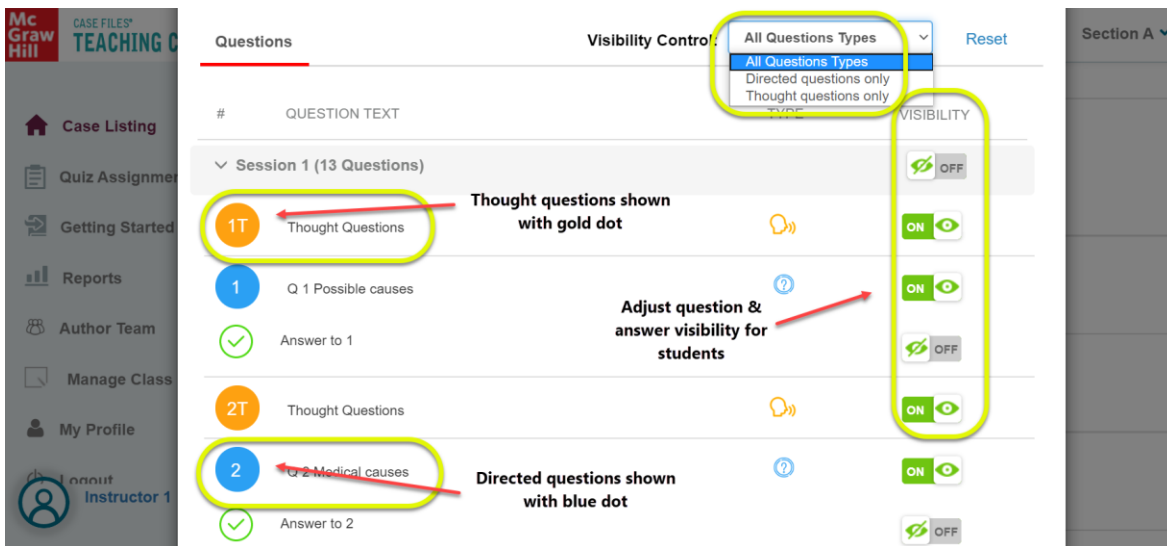 Mc
Graw
Hill
CASE FILES®
TEACHING C
Section A
Case Listing
Quiz Assignmen
Getting Started
Reports
Author Team
Manage Class
My Profile
Logout
Instructor 1
Questions
Visibility Control:
All Questions Types
Reset
All Questions Types
Directed questions only
Thought questions only
# QUESTION TEXT TYPE VISIBILITY
Session 1 (13 Questions) OFF
Thought questions shown
with gold dot
1T Thought Questions ON
1 Q 1 Possible causes ON
Adjust question &
answer visibility for
students
Answer to 1 OFF
2T Thought Questions ON
2 Q 2 Medical causes ON
Directed questions shown
with blue dot
Answer to 2 OFF